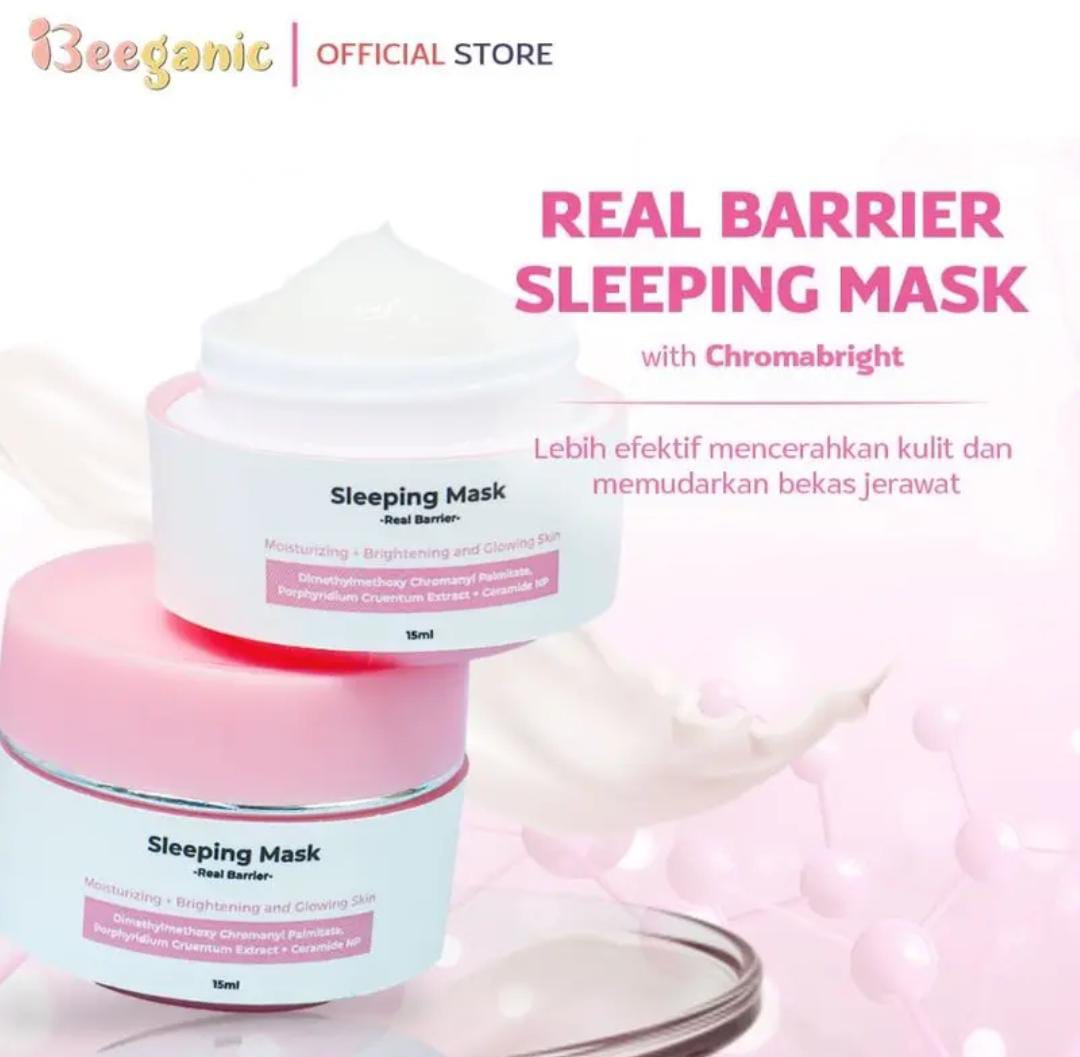 Beeganic
OFFICIAL STORE
REAL BARRIER
SLEEPING MASK
with Chromabright
Lebih efektif mencerahkan kulit dan
memudarkan bekas jerawat
Sleeping Mask
-Real Barrier-
Moisturizing + Brightening and Glowing Skin
Dimethylmethoxy Chromanyl Palmitate,
Porphyridium Cruentum Extract + Ceramide NP
15ml
Sleeping Mask
-Real Barrier-
Moisturizing + Brightening and Glowing Skin
Dimethylmethoxy Chromanyl Palmitate,
Porphyridium Cruentum Extract + Ceramide NP
15ml